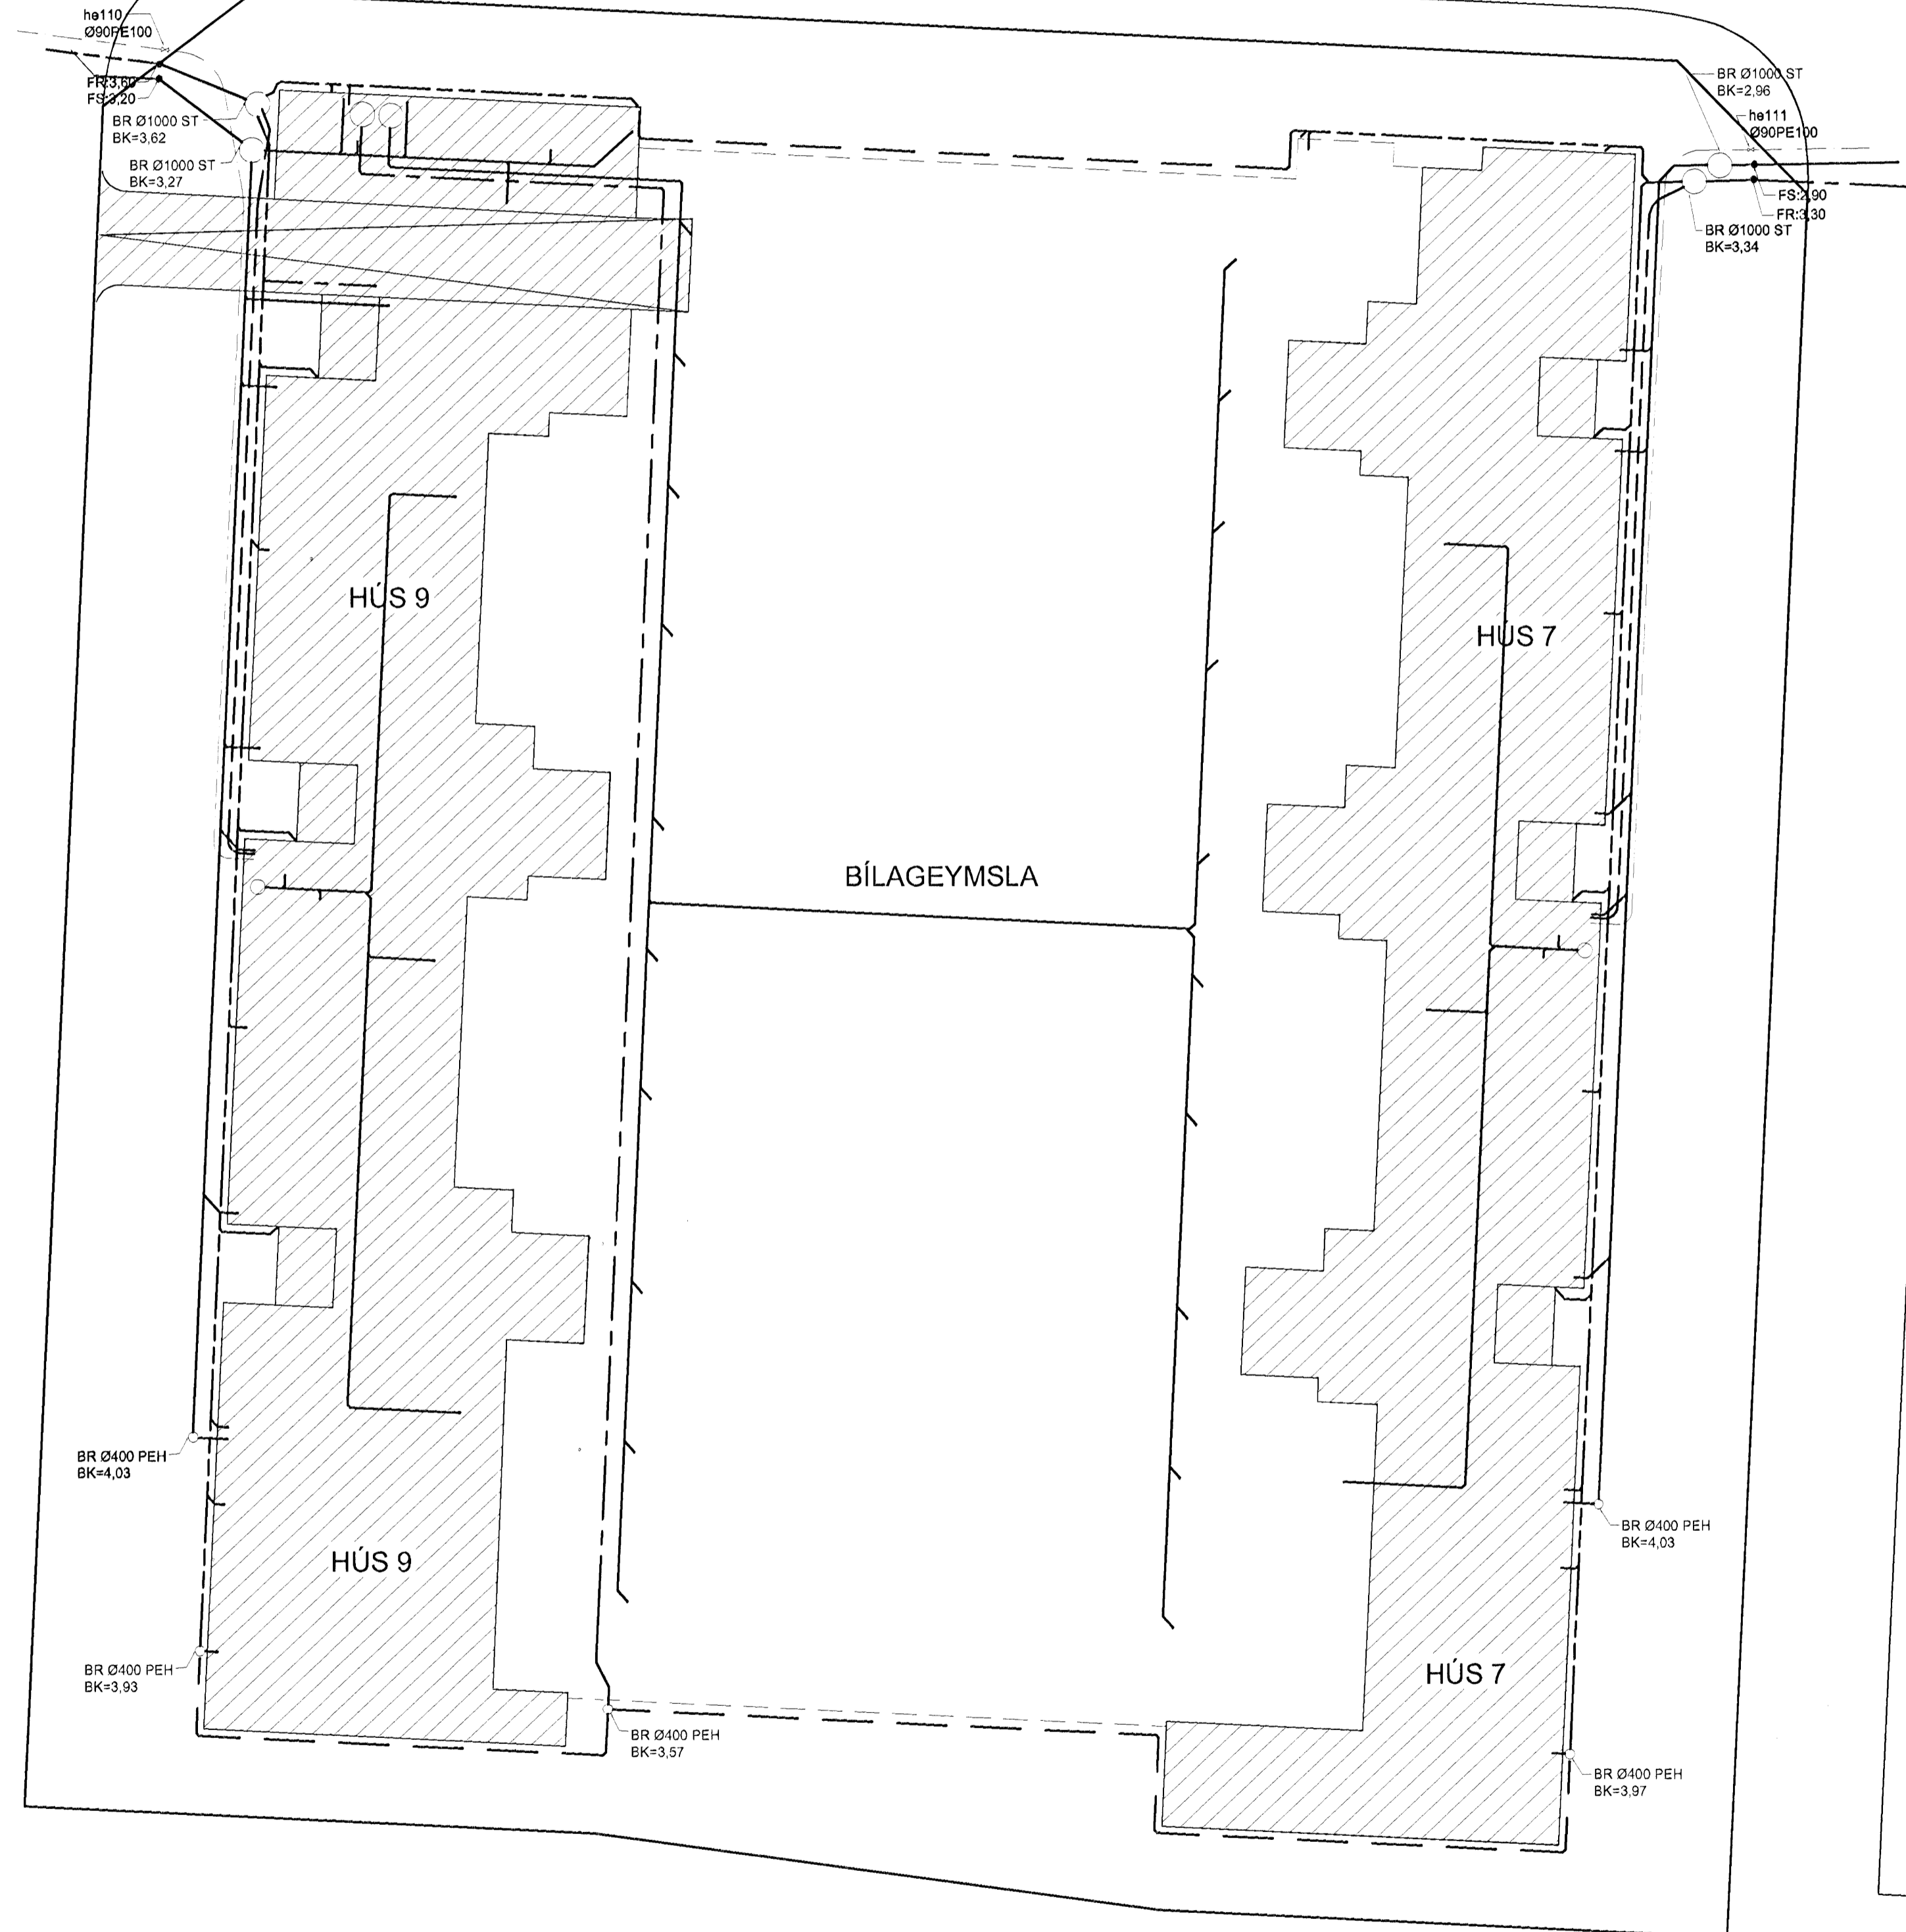 he110
Ø90PE100
FR:3,60
FS:3,20
BR Ø1000 ST
BK=3,62
BR Ø1000 ST
BK=3,27
BR Ø1000 ST
BK=2,96
he111
Ø90PE100
FS:2,90
FR:3,30
BR Ø1000 ST
BK=3,34
HÚS 9
HÚS 7
BÍLAGEYMSLA
BR Ø400 PEH
BK=4,03
BR Ø400 PEH
BK=4,03
HÚS 9
HÚS 7
BR Ø400 PEH
BK=3,93
BR Ø400 PEH
BK=3,57
BR Ø400 PEH
BK=3,97